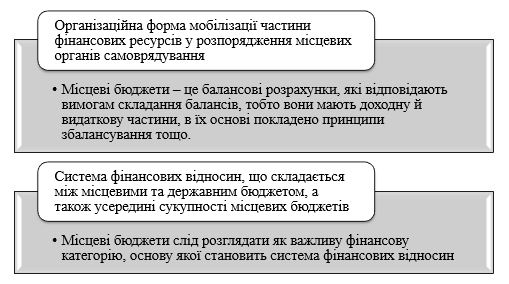 Організаційна форма мобілізації частини
фінансових ресурсів у розпорядження місцевих
органів самоврядування
• Місцеві бюджети – це балансові розрахунки, які відповідають
вимогам складання балансів, тобто вони мають доходну й
видаткову частини, в їх основі покладено принципи
збалансування тощо.
Система фінансових відносин, що складається
між місцевими та державним бюджетом, а
також усередині сукупності місцевих бюджетів
• Місцеві бюджети слід розглядати як важливу фінансову
категорію, основу якої становить система фінансових відносин